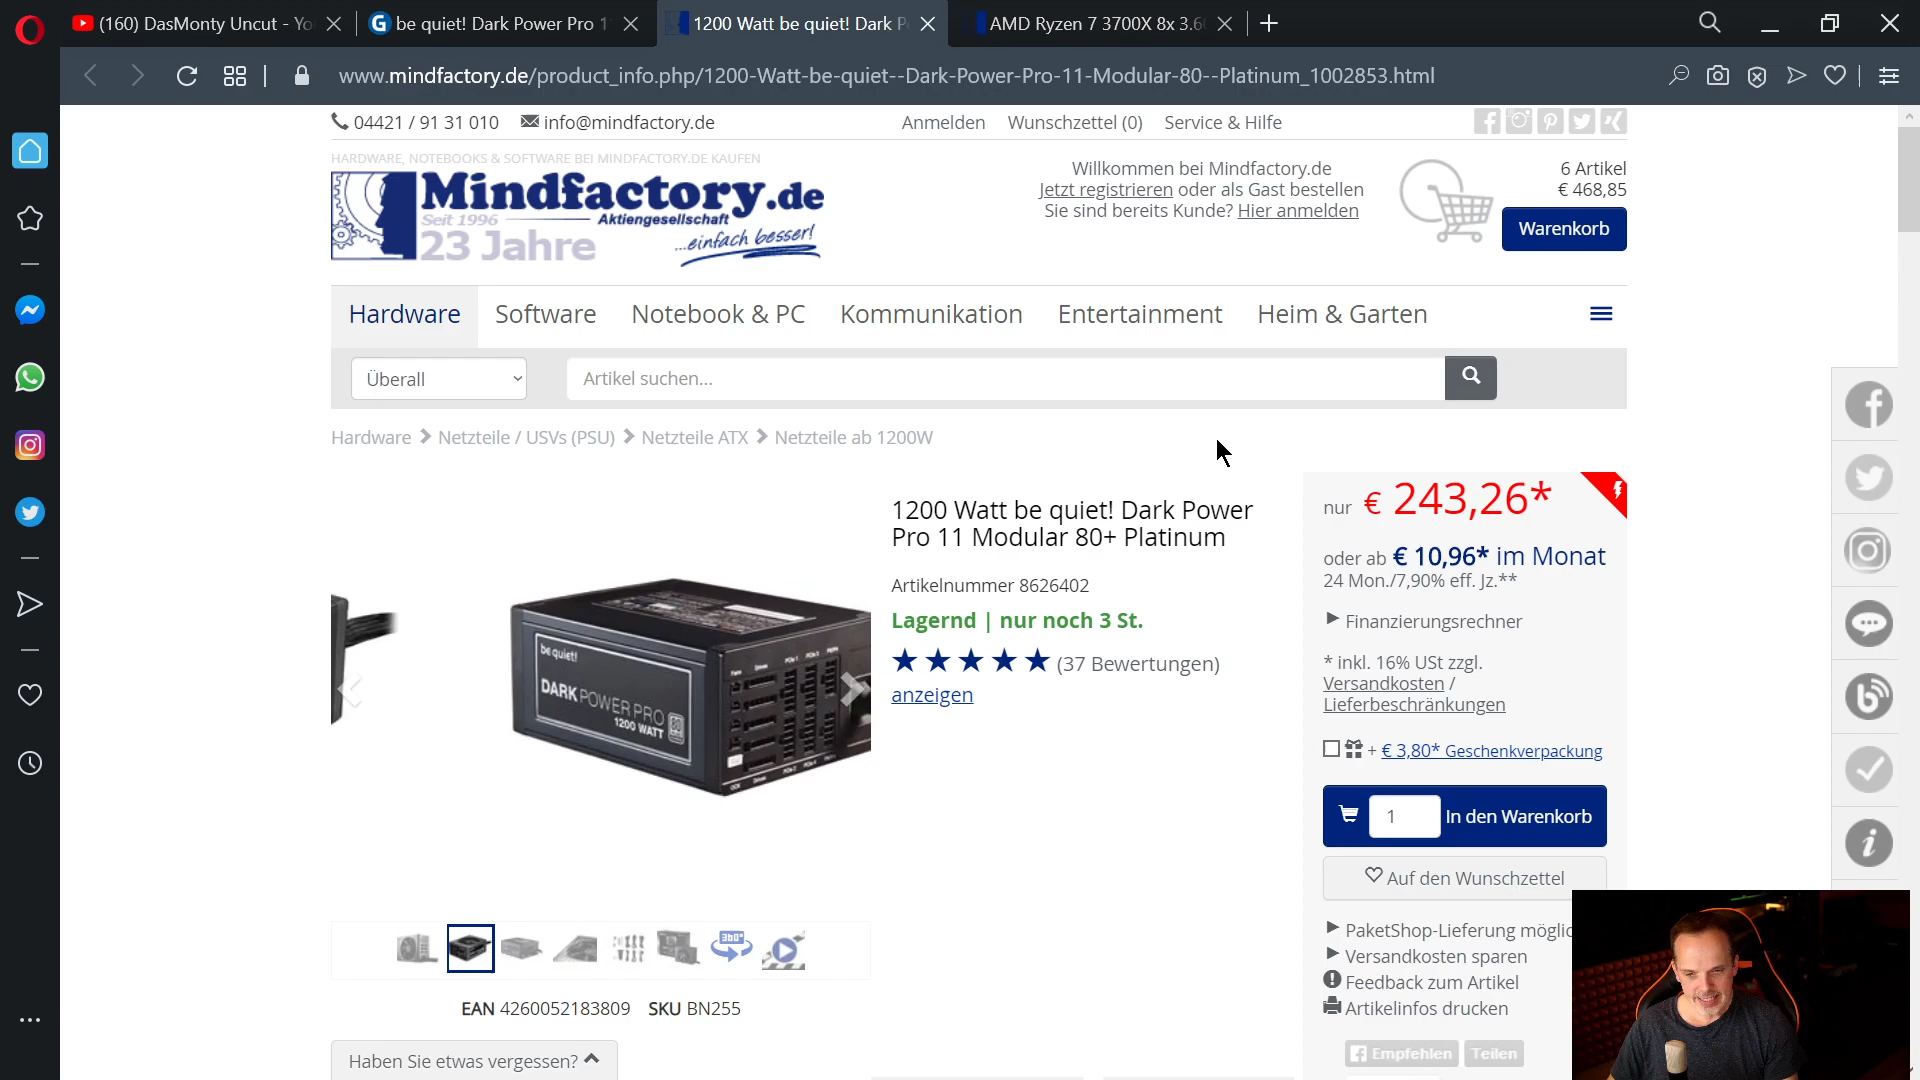 (160) DasMonty Uncut - Yo
be quiet! Dark Power Pro 1
1200 Watt be quiet! Dark P
AMD Ryzen 7 3700X 8x 3.60
www.mindfactory.de/product_info.php/1200-Watt-be-quiet--Dark-Power-Pro-11-Modular-80--Platinum_1002853.html
04421 / 91 31 010 info@mindfactory.de
Anmelden Wunschzettel (0) Service & Hilfe
HARDWARE, NOTEBOOKS & SOFTWARE BEI MINDFACTORY.DE KAUFEN
Mindfactory.de
Seit 1996 Aktiengesellschaft
23 Jahre ...einfach besser!
Willkommen bei Mindfactory.de
Jetzt registrieren oder als Gast bestellen
Sie sind bereits Kunde? Hier anmelden
6 Artikel
€ 468,85
Warenkorb
Hardware Software Notebook & PC Kommunikation Entertainment Heim & Garten
Überall Artikel suchen...
Hardware Netzteile / USVs (PSU) Netzteile ATX Netzteile ab 1200W
be quiet!
DARK POWER PRO
1200 WATT
1200 Watt be quiet! Dark Power
Pro 11 Modular 80+ Platinum
Artikelnummer 8626402
Lagernd | nur noch 3 St.
(37 Bewertungen)
anzeigen
nur € 243,26*
oder ab € 10,96* im Monat
24 Mon./7,90% eff. Jz.**
Finanzierungsrechner
* inkl. 16% USt zzgl.
Versandkosten /
Lieferbeschränkungen
+ € 3,80* Geschenkverpackung
1 In den Warenkorb
Auf den Wunschzettel
PaketShop-Lieferung möglic
Versandkosten sparen
Feedback zum Artikel
Artikelinfos drucken
Empfehlen Teilen
360°
EAN 4260052183809 SKU BN255
Haben Sie etwas vergessen?